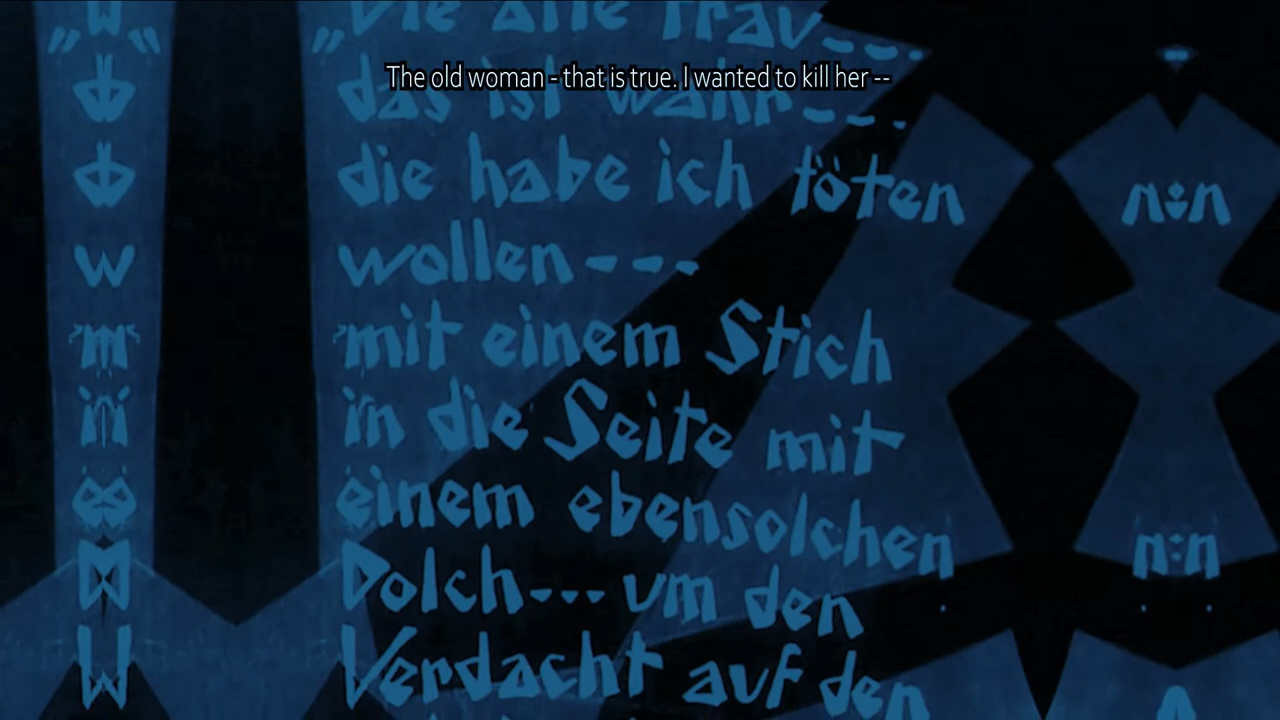 „Die alte Frau---
The old woman - that is true. I wanted to kill her --
das ist wahr---.
die habe ich töten
wollen---
mit einem Stich
in die Seite mit
einem ebensolchen
Dolch--- um den
Verdacht auf den